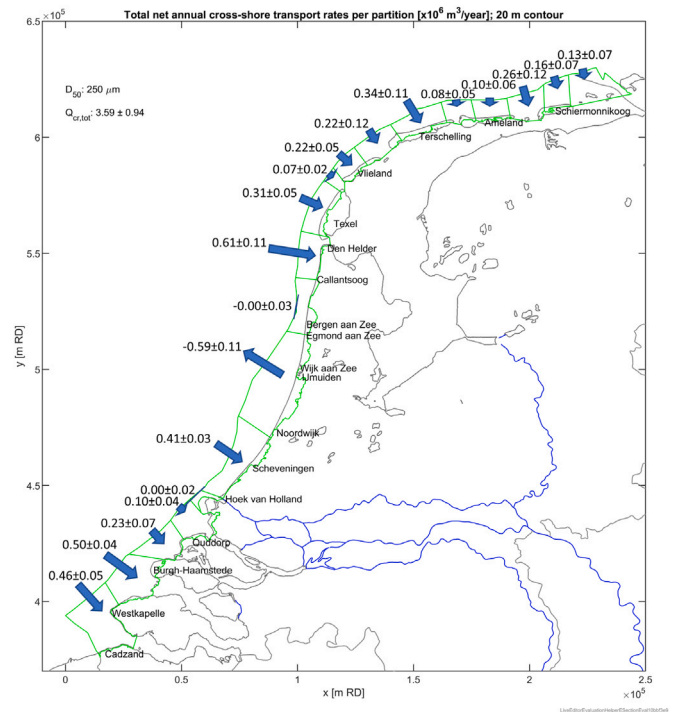 Total net annual cross-shore transport rates per partition [x10⁶ m³/year]; 20 m contour
6.5 ×10⁵
D₅₀: 250 μm
Q_cr,tot: 3.59 ± 0.94
0.13±0.07
0.16±0.07
0.26±0.12
0.10±0.06
0.08±0.05
0.34±0.11
Schiermonnikoog
Ameland
6
0.22±0.12
Terschelling
0.22±0.05
Vlieland
0.07±0.02
0.31±0.05
Texel
0.61±0.11
Den Helder
5.5
Callantsoog
-0.00±0.03
Bergen aan Zee
Egmond aan Zee
-0.59±0.11
y [m RD]
5
Wijk aan Zee
IJmuiden
0.41±0.03
Noordwijk
Scheveningen
4.5
0.00±0.02
Hoek van Holland
0.10±0.04
0.23±0.07
Ouddorp
0.50±0.04
Burgh-Haamstede
0.46±0.05
4
Westkapelle
Cadzand
0 0.5 1 1.5 2 2.5
x [m RD]
×10⁵